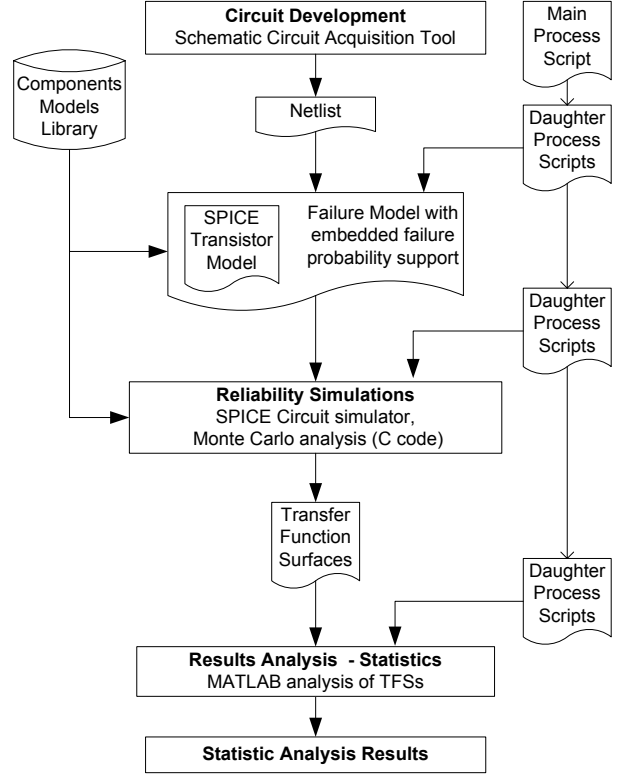 Circuit Development
Schematic Circuit Acquisition Tool
Main
Process
Script
Components
Models
Library
Netlist
Daughter
Process
Scripts
SPICE
Transistor
Model
Failure Model with
embedded failure
probability support
Daughter
Process
Scripts
Reliability Simulations
SPICE Circuit simulator,
Monte Carlo analysis (C code)
Transfer
Function
Surfaces
Daughter
Process
Scripts
Results Analysis - Statistics
MATLAB analysis of TFSs
Statistic Analysis Results